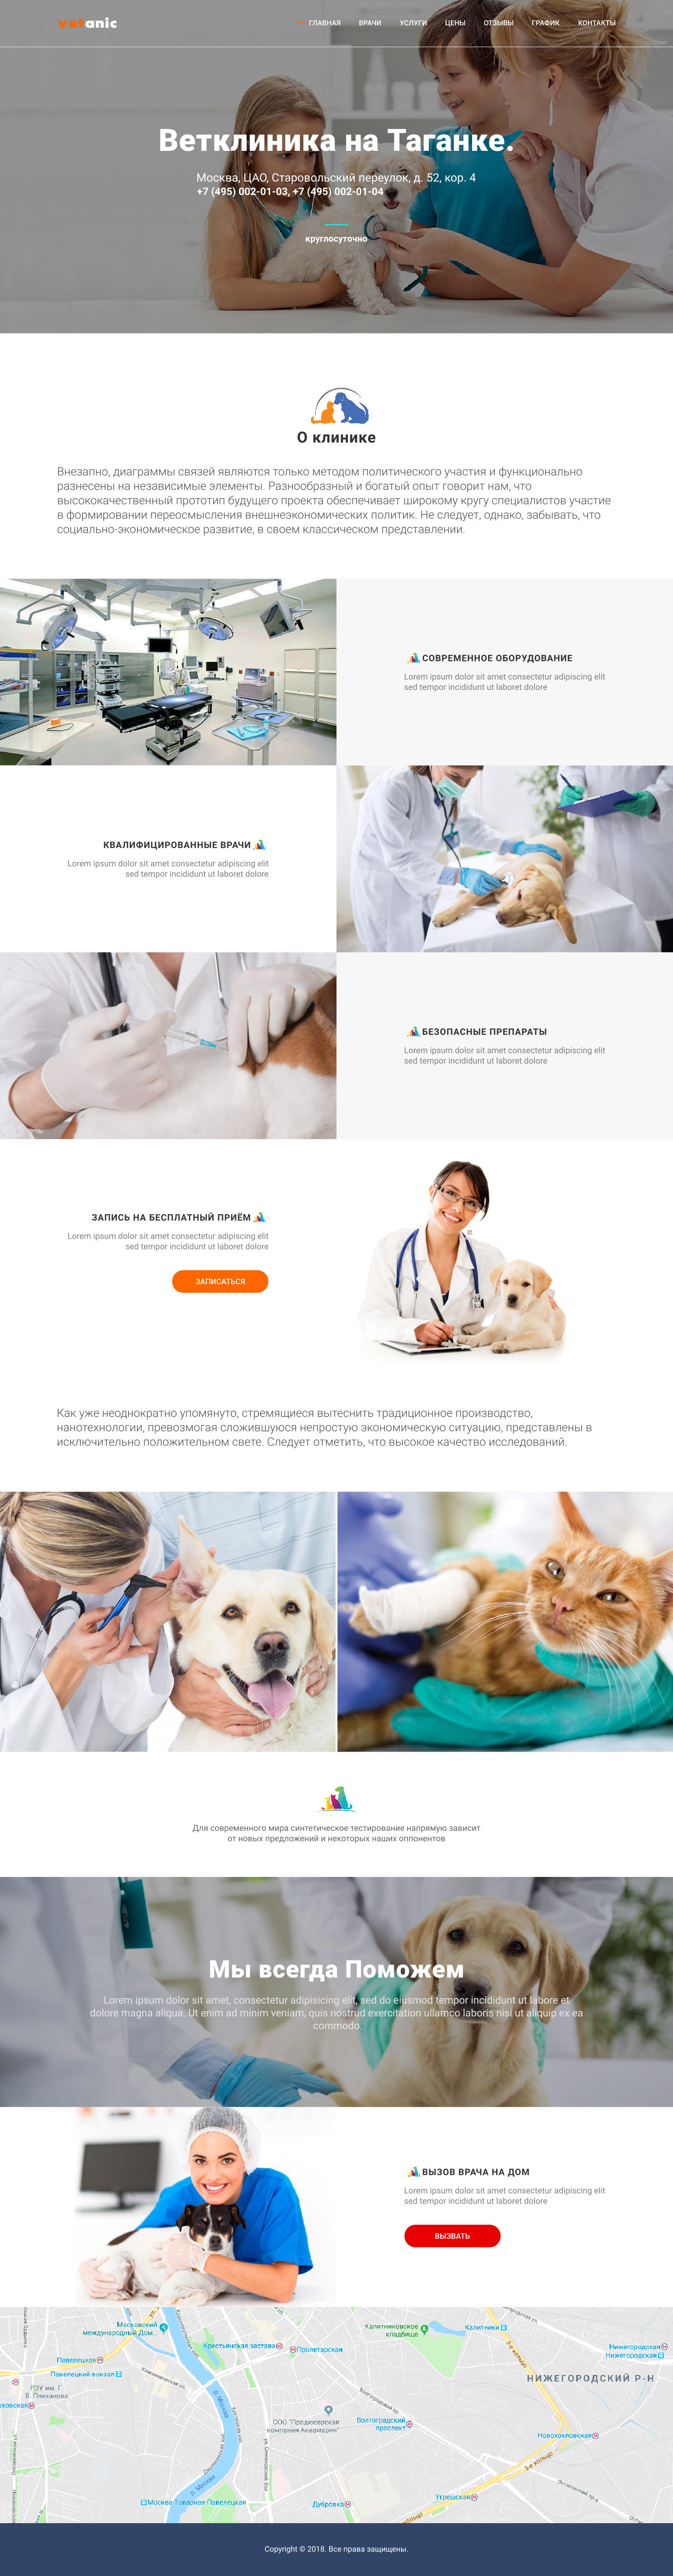 vetanic
ГЛАВНАЯ ВРАЧИ УСЛУГИ ЦЕНЫ ОТЗЫВЫ ГРАФИК КОНТАКТЫ
Ветклиника на Таганке.
Москва, ЦАО, Старовольский переулок, д. 52, кор. 4
+7 (495) 002-01-03, +7 (495) 002-01-04
круглосуточно
О клинике
Внезапно, диаграммы связей являются только методом политического участия и функционально
разнесены на независимые элементы. Разнообразный и богатый опыт говорит нам, что
высококачественный прототип будущего проекта обеспечивает широкому кругу специалистов участие
в формировании переосмысления внешнеэкономических политик. Не следует, однако, забывать, что
социально-экономическое развитие, в своем классическом представлении.
СОВРЕМЕННОЕ ОБОРУДОВАНИЕ
Lorem ipsum dolor sit amet consectetur adipiscing elit
sed tempor incididunt ut laboret dolore
КВАЛИФИЦИРОВАННЫЕ ВРАЧИ
Lorem ipsum dolor sit amet consectetur adipiscing elit
sed tempor incididunt ut laboret dolore
БЕЗОПАСНЫЕ ПРЕПАРАТЫ
Lorem ipsum dolor sit amet consectetur adipiscing elit
sed tempor incididunt ut laboret dolore
ЗАПИСЬ НА БЕСПЛАТНЫЙ ПРИЁМ
Lorem ipsum dolor sit amet consectetur adipiscing elit
sed tempor incididunt ut laboret dolore
ЗАПИСАТЬСЯ
Как уже неоднократно упомянуто, стремящиеся вытеснить традиционное производство,
нанотехнологии, превозмогая сложившуюся непростую экономическую ситуацию, представлены в
исключительно положительном свете. Следует отметить, что высокое качество исследований.
Для современного мира синтетическое тестирование напрямую зависит
от новых предложений и некоторых наших оппонентов
Мы всегда Поможем
Lorem ipsum dolor sit amet, consectetur adipisicing elit, sed do eiusmod tempor incididunt ut labore et
dolore magna aliqua. Ut enim ad minim veniam, quis nostrud exercitation ullamco laboris nisi ut aliquip ex ea
commodo.
ВЫЗОВ ВРАЧА НА ДОМ
Lorem ipsum dolor sit amet consectetur adipiscing elit
sed tempor incididunt ut laboret dolore
ВЫЗВАТЬ
Московский
международный Дом...
Крестьянская застава
Пролетарская
Калитниковское
кладбище
Калитники
Нижегородская
Нижегородская
Павелецкая
Павелецкий вокзал
НИЖЕГОРОДСКИЙ Р-Н
РЭУ им. Г.
В. Плеханова
р. Москва
ООО "Продюсерская
компания Аквамарин"
Волгоградский
проспект
Новохохловская
3-е кольцо
3-е кольцо
р. Москва
Москва-Товарная-Павелецкая
Дубровка
Угрешская
Copyright © 2018. Все права защищены.